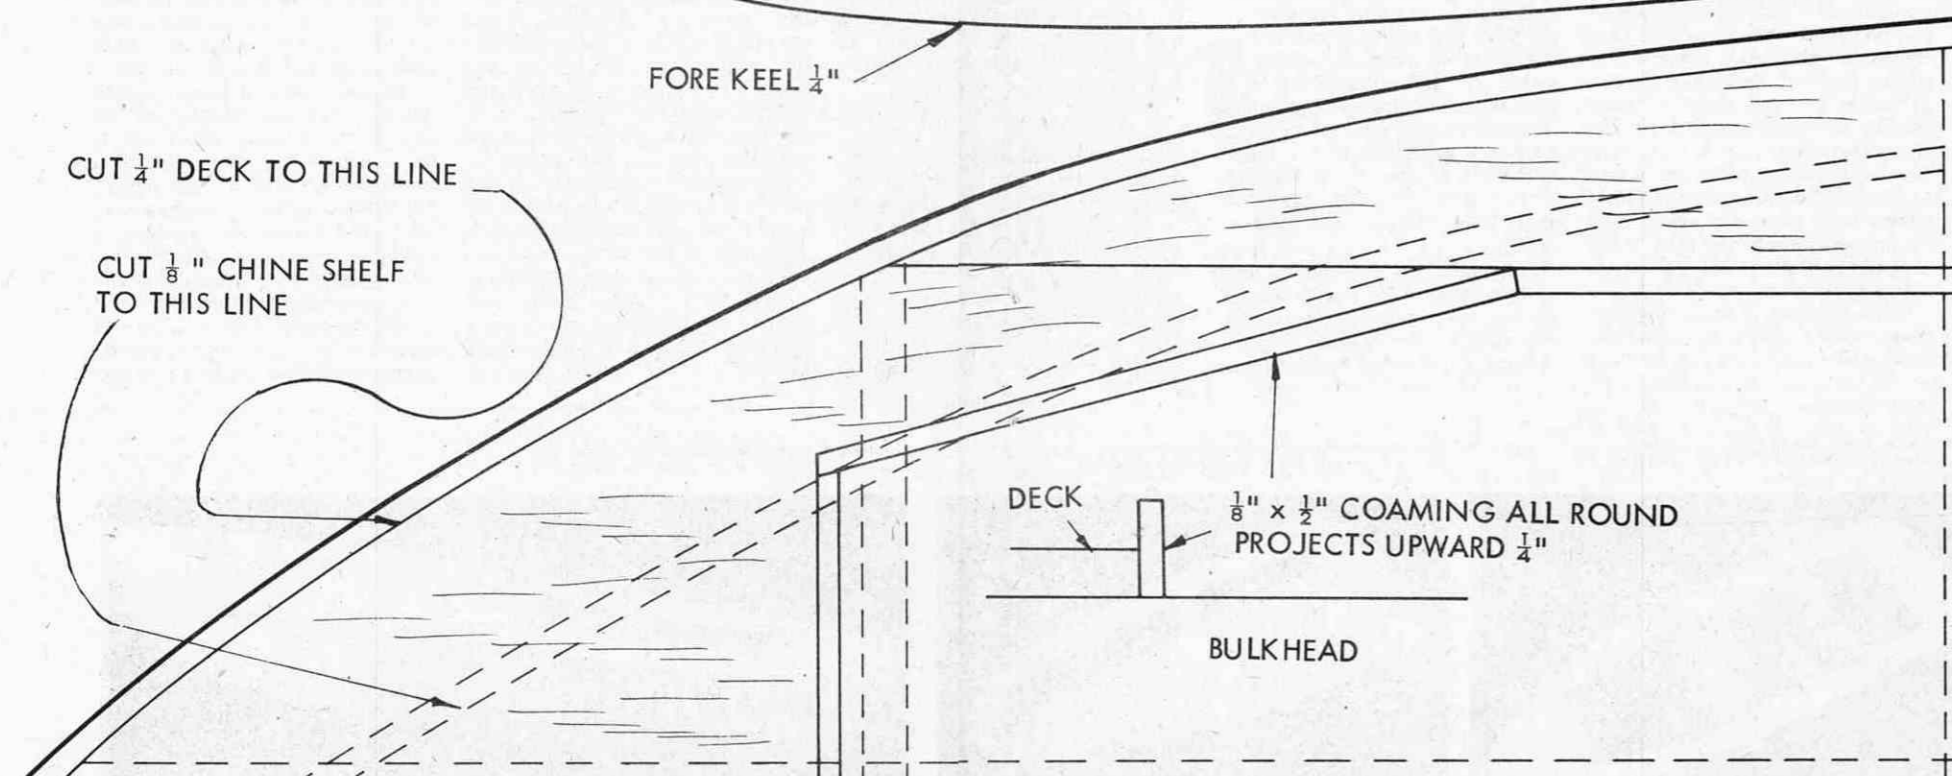 FORE KEEL 1/4"
CUT 1/4" DECK TO THIS LINE
CUT 1/8" CHINE SHELF
TO THIS LINE
DECK
1/8" x 1/2" COAMING ALL ROUND
PROJECTS UPWARD 1/4"
BULKHEAD